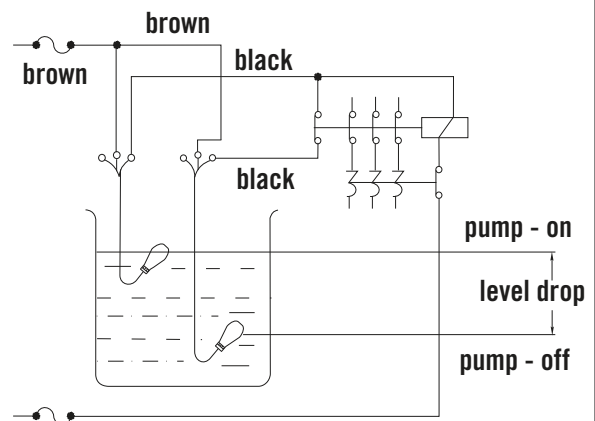 brown
brown
black
black
pump - on
level drop
pump - off